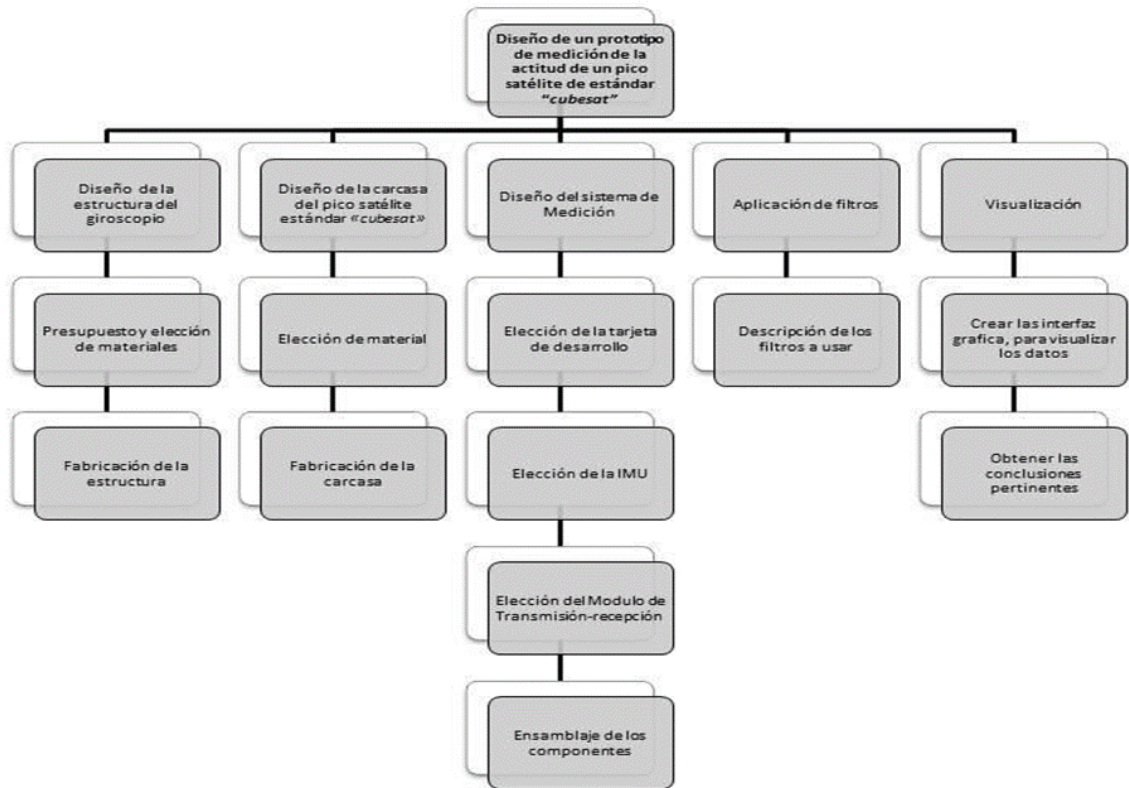 Diseño de un prototipo
de medición de la
actitud de un pico
satélite de estándar
"cubesat"
Diseño de la
estructura del
giroscopio
Diseño de la carcasa
del pico satélite
estándar «cubesat»
Diseño del sistema de
Medición
Aplicación de filtros
Visualización
Presupuesto y elección
de materiales
Elección de material
Elección de la tarjeta
de desarrollo
Descripción de los
filtros a usar
Crear las interfaz
grafica, para visualizar
los datos
Fabricación de la
estructura
Fabricación de la
carcasa
Elección de la IMU
Obtener las
conclusiones
pertinentes
Elección del Modulo de
Transmisión-recepción
Ensamblaje de los
componentes